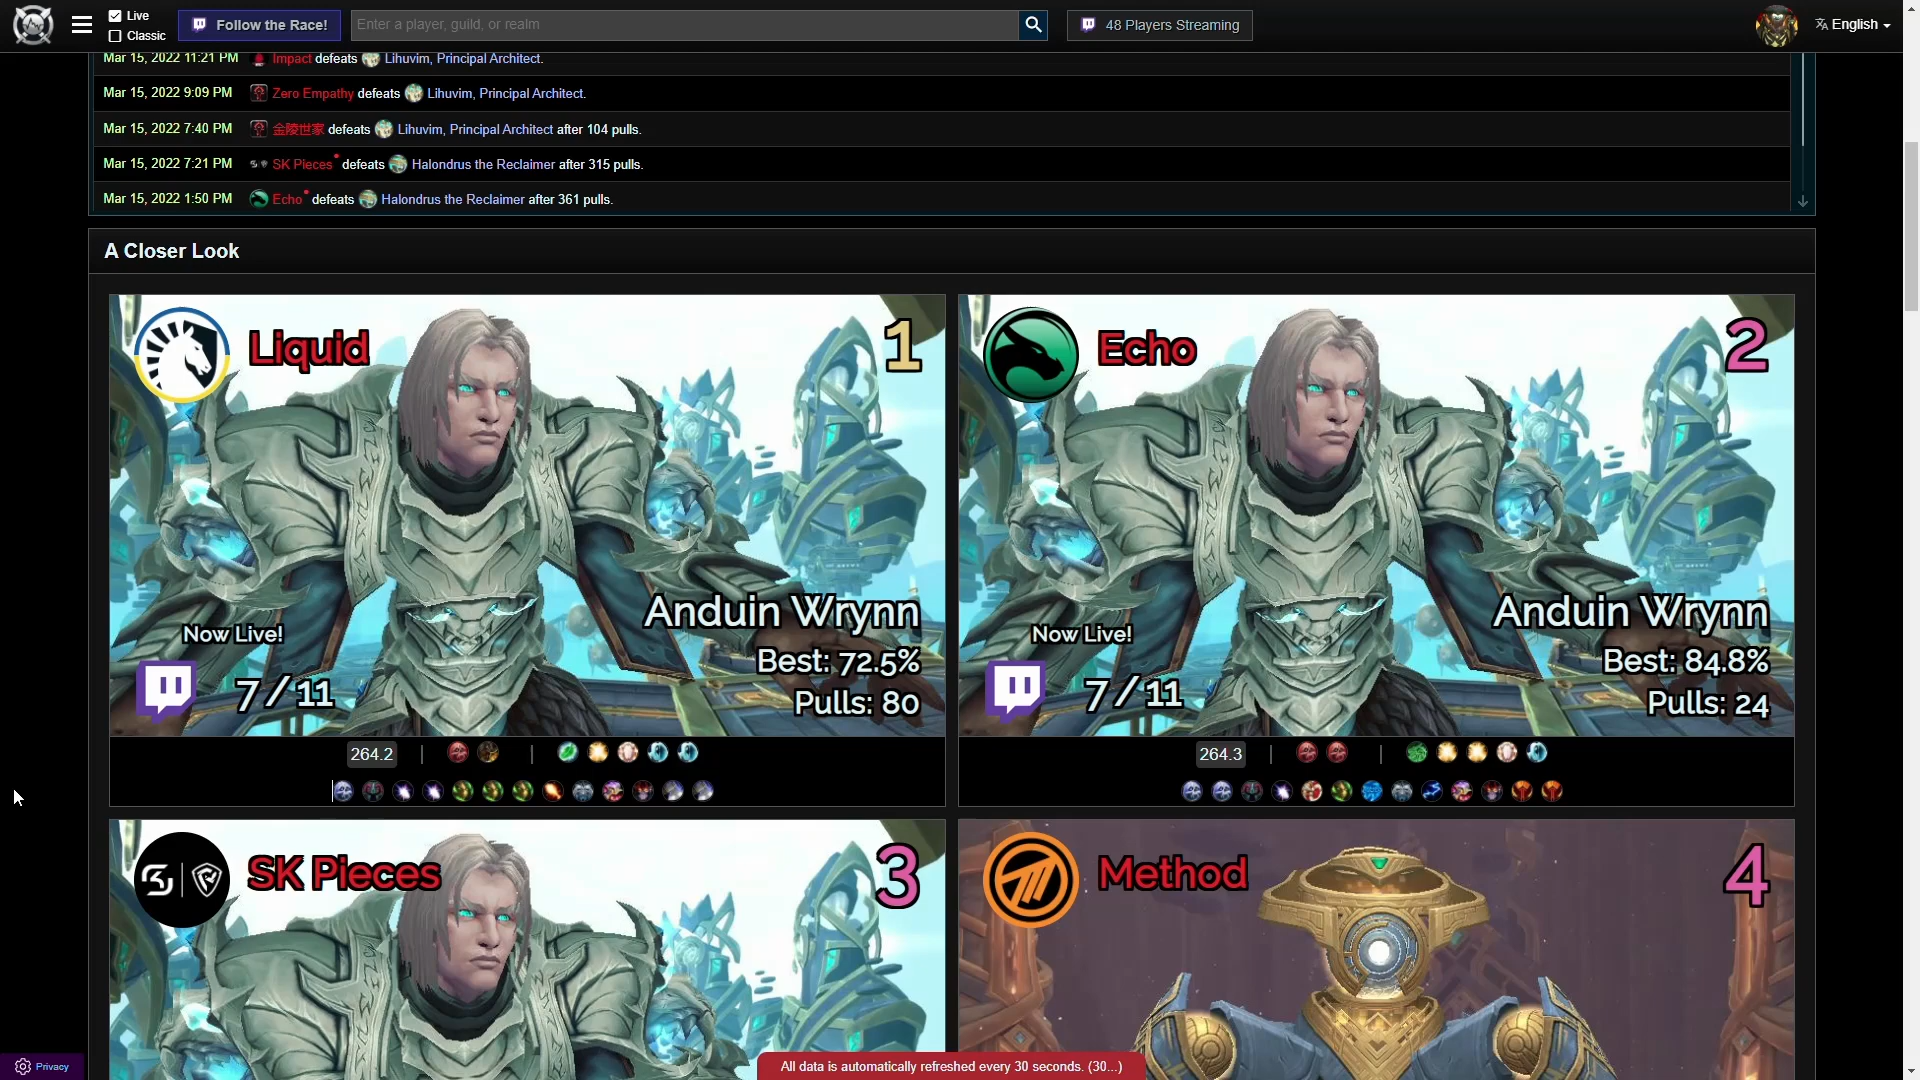 Live
Classic
Follow the Race!
Enter a player, guild, or realm
48 Players Streaming
English
Mar 15, 2022 11:21 PM Impact defeats Lihuvim, Principal Architect.
Mar 15, 2022 9:09 PM Zero Empathy defeats Lihuvim, Principal Architect.
Mar 15, 2022 7:40 PM 金陵世家 defeats Lihuvim, Principal Architect after 104 pulls.
Mar 15, 2022 7:21 PM SK Pieces defeats Halondrus the Reclaimer after 315 pulls.
Mar 15, 2022 1:50 PM Echo defeats Halondrus the Reclaimer after 361 pulls.
A Closer Look
Liquid 1
Anduin Wrynn
Now Live!
Best: 72.5%
7/11
Pulls: 80
264.2
Echo 2
Anduin Wrynn
Now Live!
Best: 84.8%
7/11
Pulls: 24
264.3
SK Pieces 3
Method 4
Privacy
All data is automatically refreshed every 30 seconds. (30...)